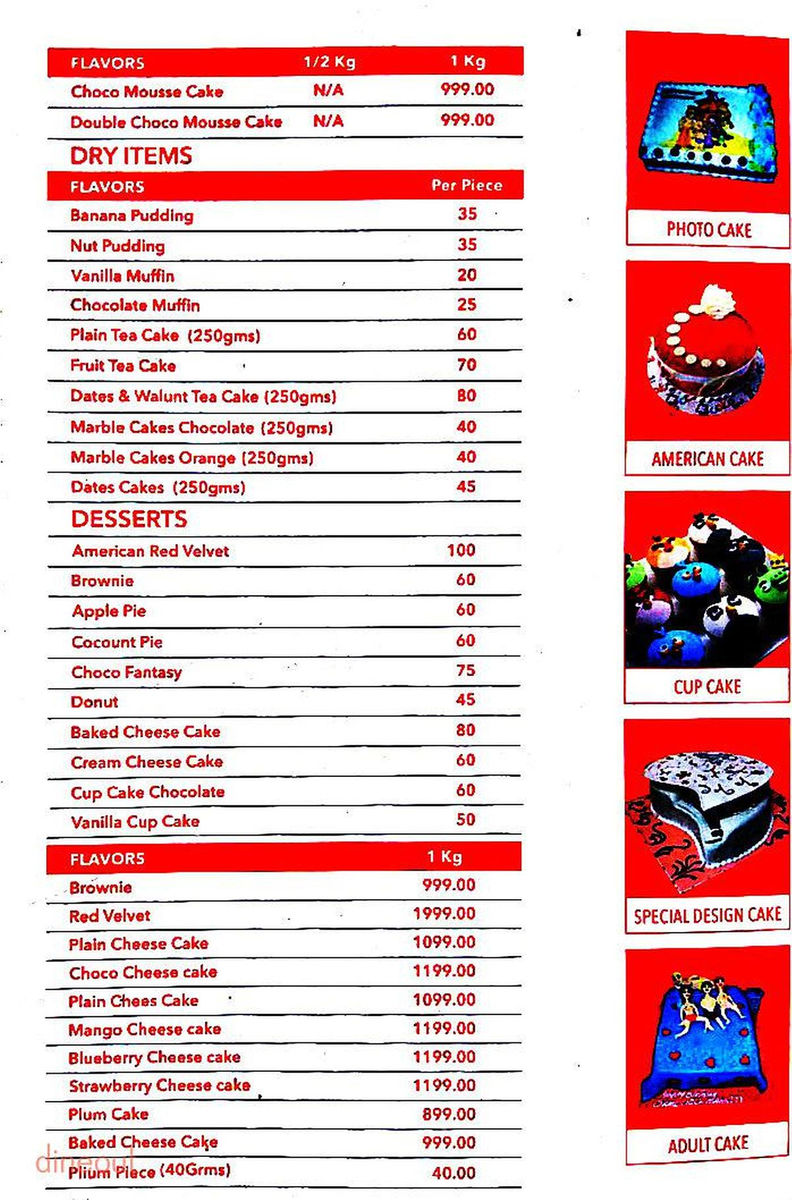 FLAVORS 1/2 Kg 1 Kg
Choco Mousse Cake N/A 999.00
Double Choco Mousse Cake N/A 999.00
DRY ITEMS
FLAVORS Per Piece
Banana Pudding 35
Nut Pudding 35
Vanilla Muffin 20
Chocolate Muffin 25
Plain Tea Cake (250gms) 60
Fruit Tea Cake 70
Dates & Walunt Tea Cake (250gms) 80
Marble Cakes Chocolate (250gms) 40
Marble Cakes Orange (250gms) 40
Dates Cakes (250gms) 45
DESSERTS
American Red Velvet 100
Brownie 60
Apple Pie 60
Cocount Pie 60
Choco Fantasy 75
Donut 45
Baked Cheese Cake 80
Cream Cheese Cake 60
Cup Cake Chocolate 60
Vanilla Cup Cake 50
FLAVORS 1 Kg
Brownie 999.00
Red Velvet 1999.00
Plain Cheese Cake 1099.00
Choco Cheese cake 1199.00
Plain Chees Cake 1099.00
Mango Cheese cake 1199.00
Blueberry Cheese cake 1199.00
Strawberry Cheese cake 1199.00
Plum Cake 899.00
Baked Cheese Cake 999.00
Plium Piece (40Grms) 40.00
dineout
PHOTO CAKE
AMERICAN CAKE
CUP CAKE
SPECIAL DESIGN CAKE
ADULT CAKE